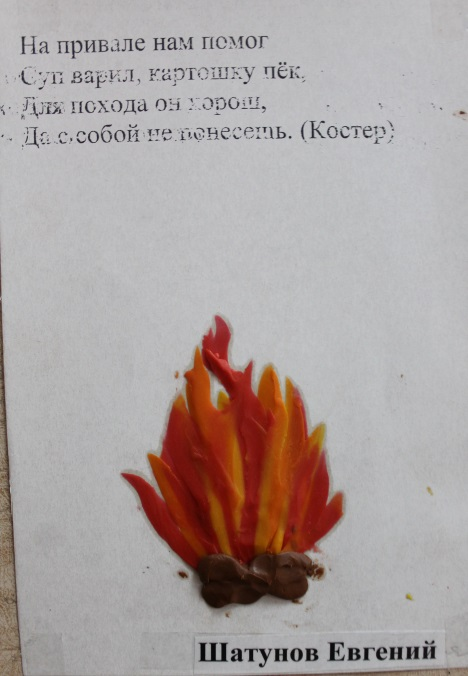 На привале нам помог
Суп варил, картошку пёк,
Для похода он хорош,
Да с собой не понесешь. (Костер)
Шатунов Евгений